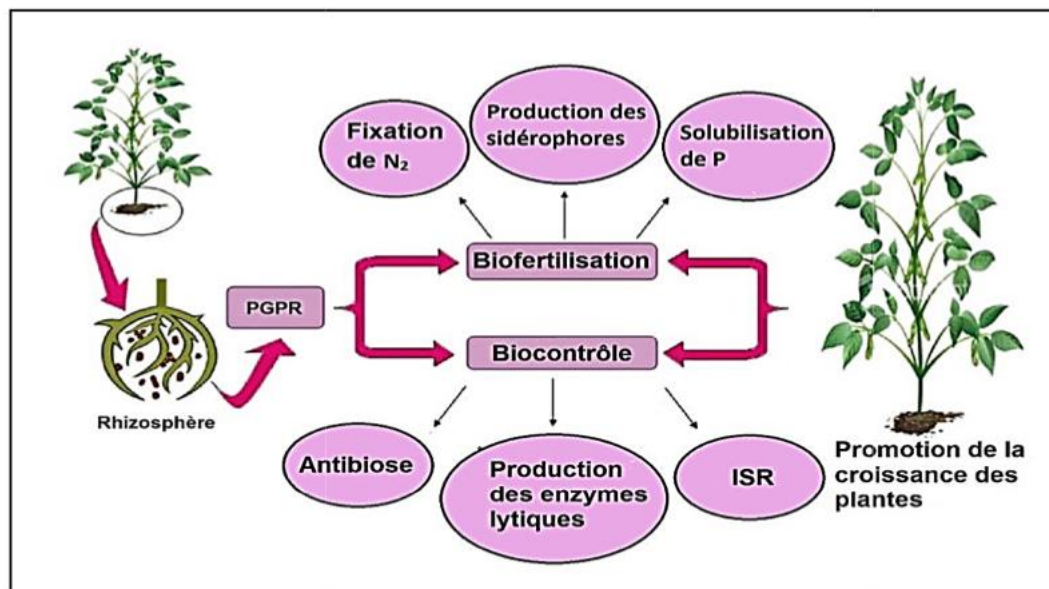 Fixation
de N₂
Production des
sidérophores
Solubilisation
de P
Biofertilisation
PGPR
Biocontrôle
Rhizosphère
Antibiose
Production
des enzymes
lytiques
ISR
Promotion de la
croissance des
plantes